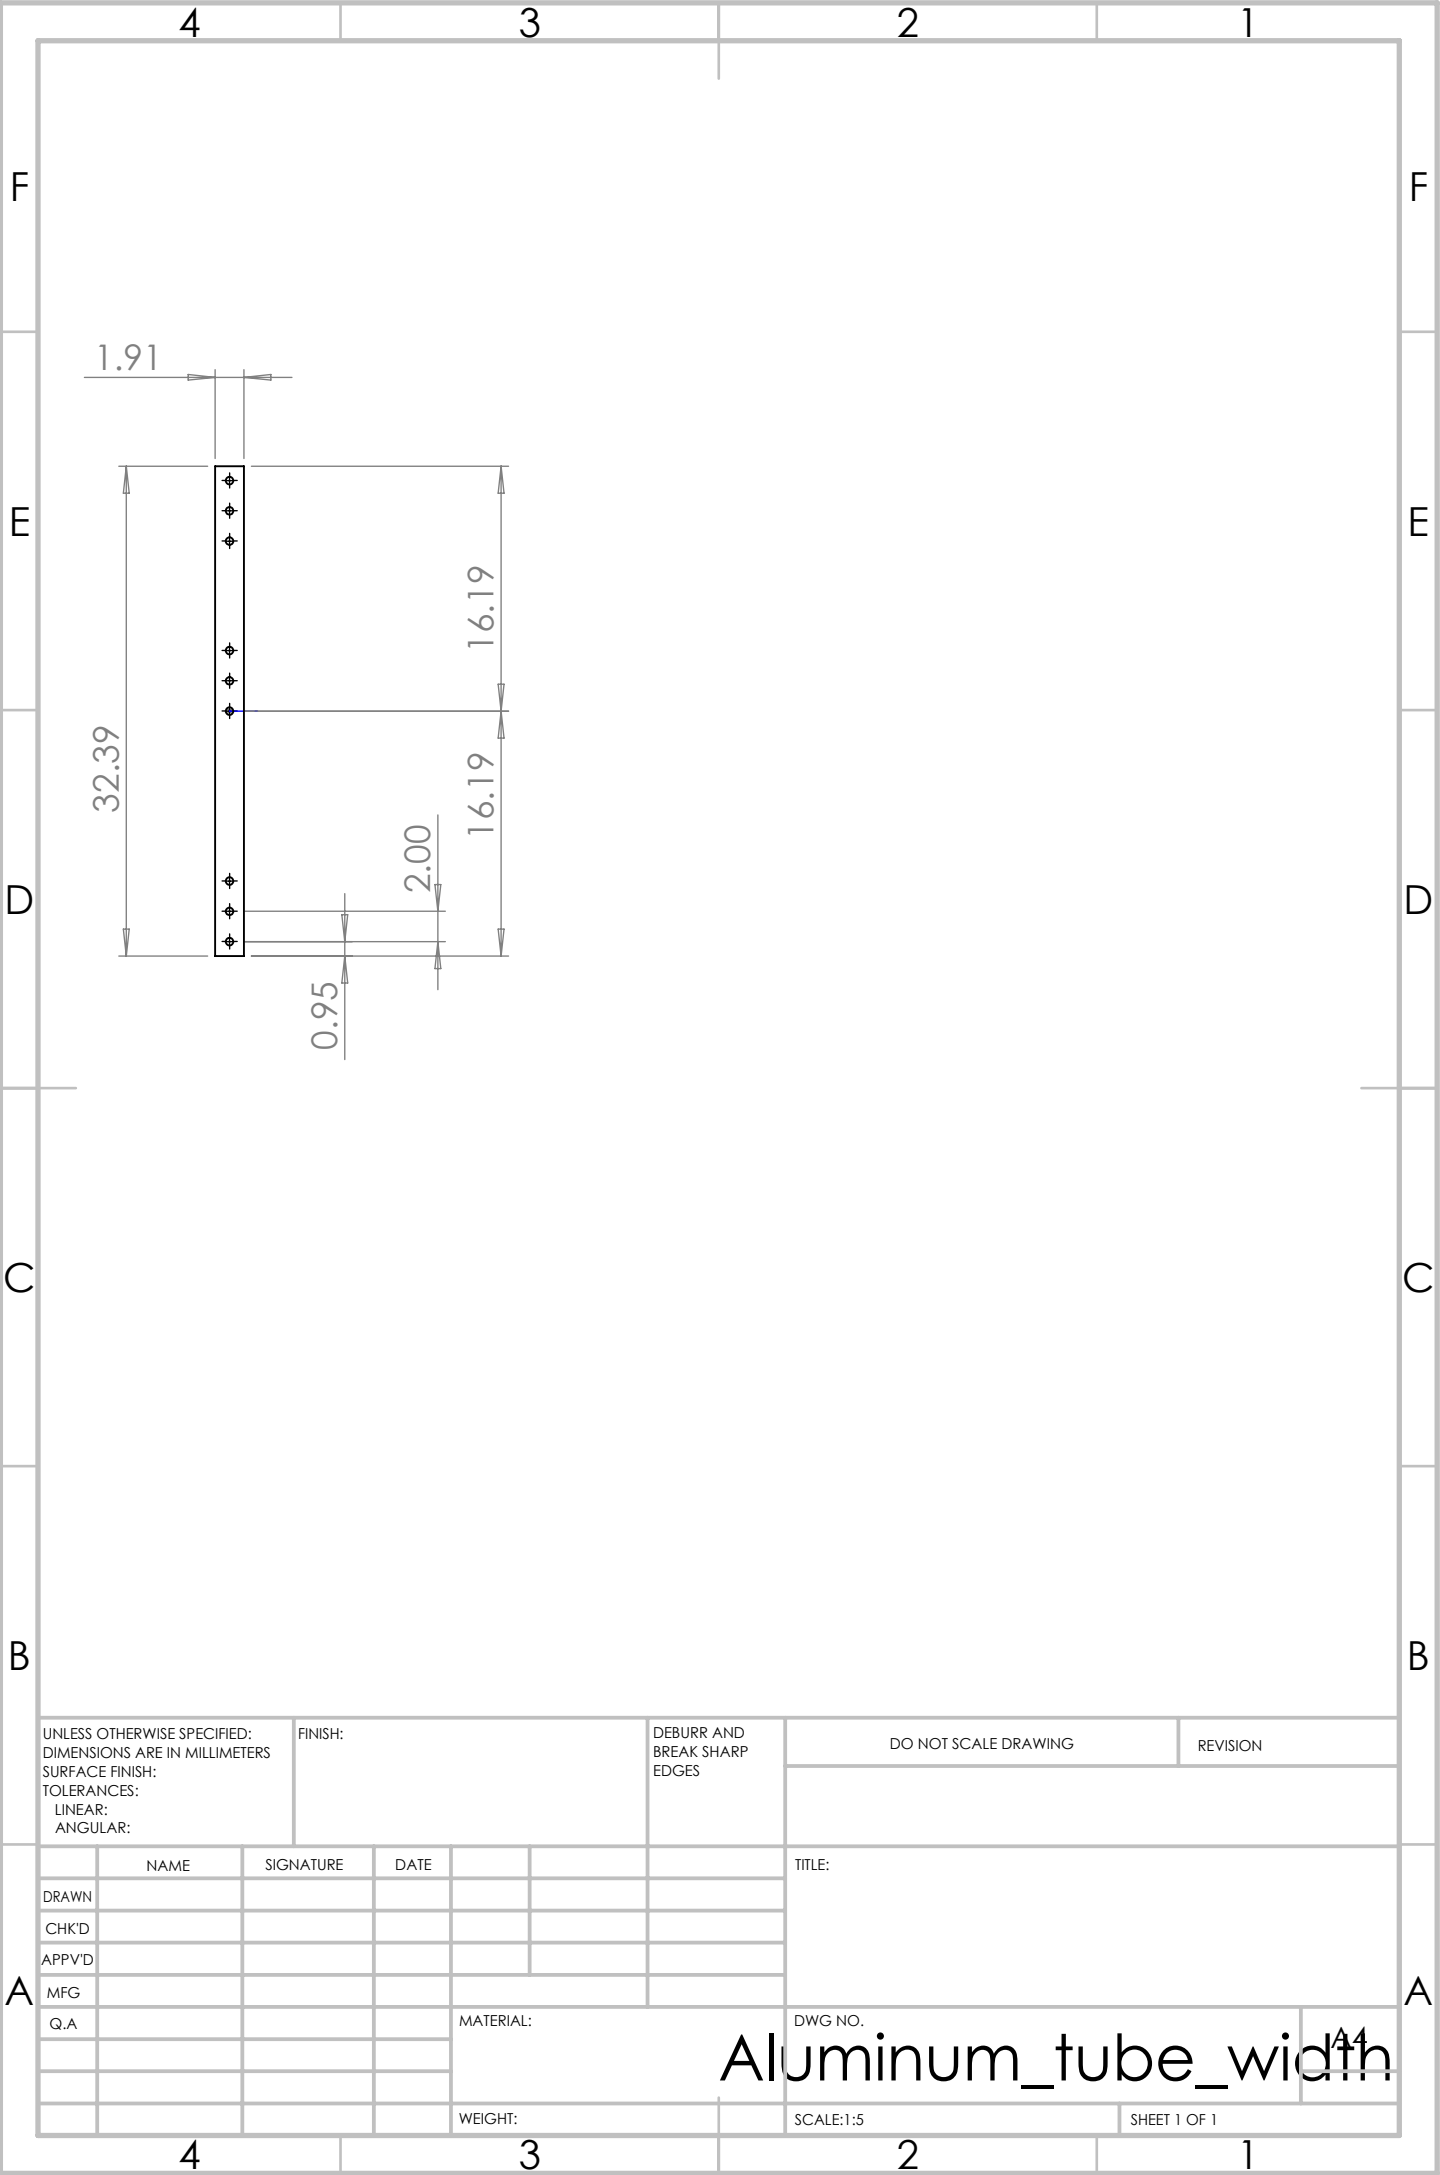 4 3 2 1
F F
1.91
E E
16.19
32.39
16.19
2.00
D D
0.95
C C
B B
UNLESS OTHERWISE SPECIFIED:
DIMENSIONS ARE IN MILLIMETERS
SURFACE FINISH:
TOLERANCES:
LINEAR:
ANGULAR:
FINISH:
DEBURR AND
BREAK SHARP
EDGES
DO NOT SCALE DRAWING
REVISION
NAME SIGNATURE DATE
TITLE:
DRAWN
CHK'D
APPV'D
MFG
Q.A
A A
MATERIAL:
DWG NO.
Aluminum_tube_width
A4
WEIGHT:
SCALE:1:5
SHEET 1 OF 1
4 3 2 1